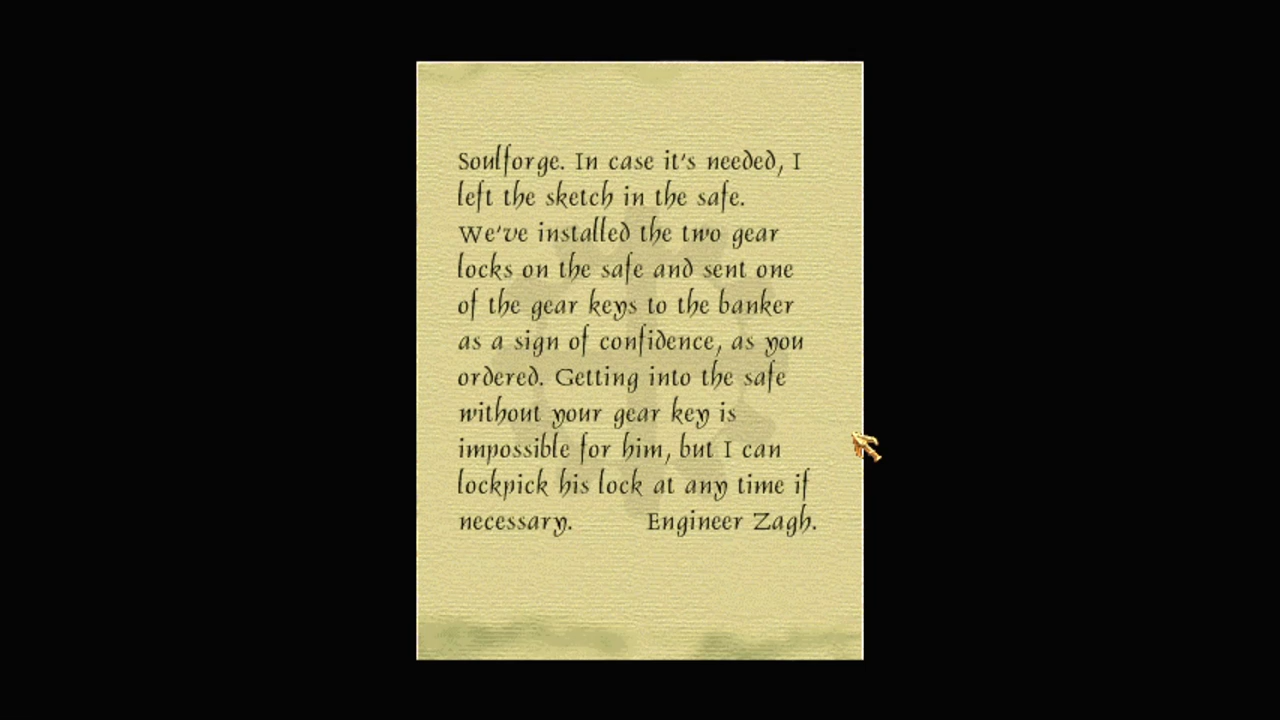 Soulforge. In case it's needed, I
left the sketch in the safe.
We've installed the two gear
locks on the safe and sent one
of the gear keys to the banker
as a sign of confidence, as you
ordered. Getting into the safe
without your gear key is
impossible for him, but I can
lockpick his lock at any time if
necessary. Engineer Zagh.